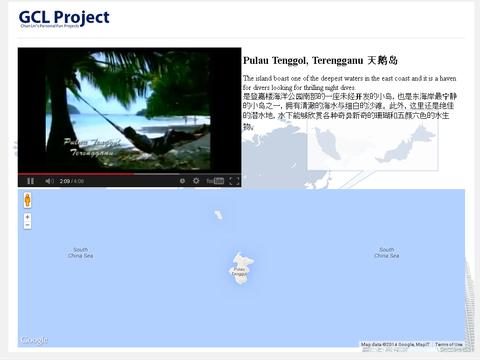 GCL Project
Chun Lin's Personal Fun Projects
Pulau Tenggol, Terengganu 天鹅岛
The island boast one of the deepest waters in the east coast and it is a haven
for divers looking for thrilling night dives.
是登嘉楼海洋公园南部的一座未经开发的小岛，也是东海岸最宁静
的小岛之一，拥有清澈的海水与细白的沙滩。此外，这里还是绝佳
的潜水地，水下能够欣赏各种奇异新奇的珊瑚和五颜六色的水生
物。
Pulau Tenggol
Terengganu
2:09 / 4:08
YouTube
South
China Sea
Pulau
Tenggol
South
China Sea
Google
Map data ©2014 Google, MapIT
Terms of Use